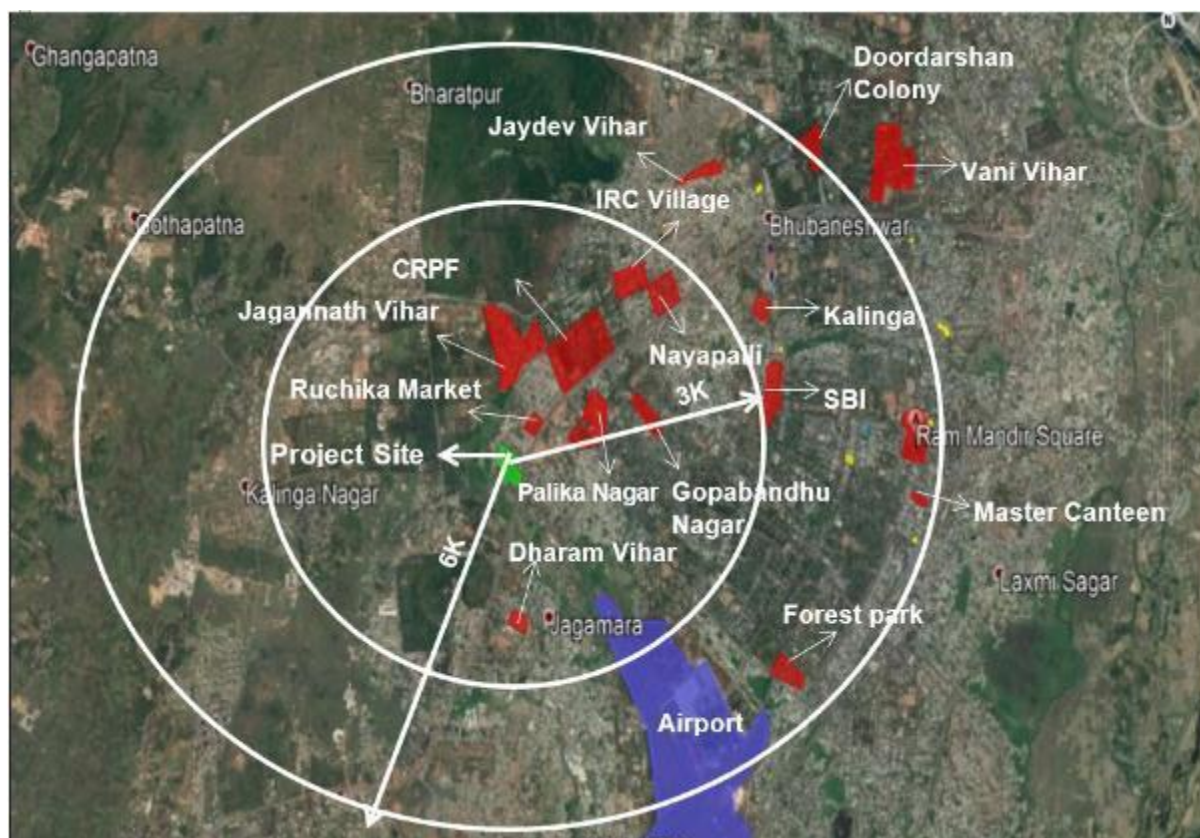 Ghangapatna
Doordarshan
Colony
Bharatpur
Jaydev Vihar
Vani Vihar
IRC Village
Gothapatna
Bhubaneshwar
CRPF
Jagannath Vihar
Kalinga
Nayapalli
Ruchika Market
3K
SBI
Ram Mandir Square
Project Site
Kalinga Nagar
Palika Nagar
Gopabandhu
Nagar
Master Canteen
6K
Dharam Vihar
Laxmi Sagar
Jagamara
Forest park
Airport